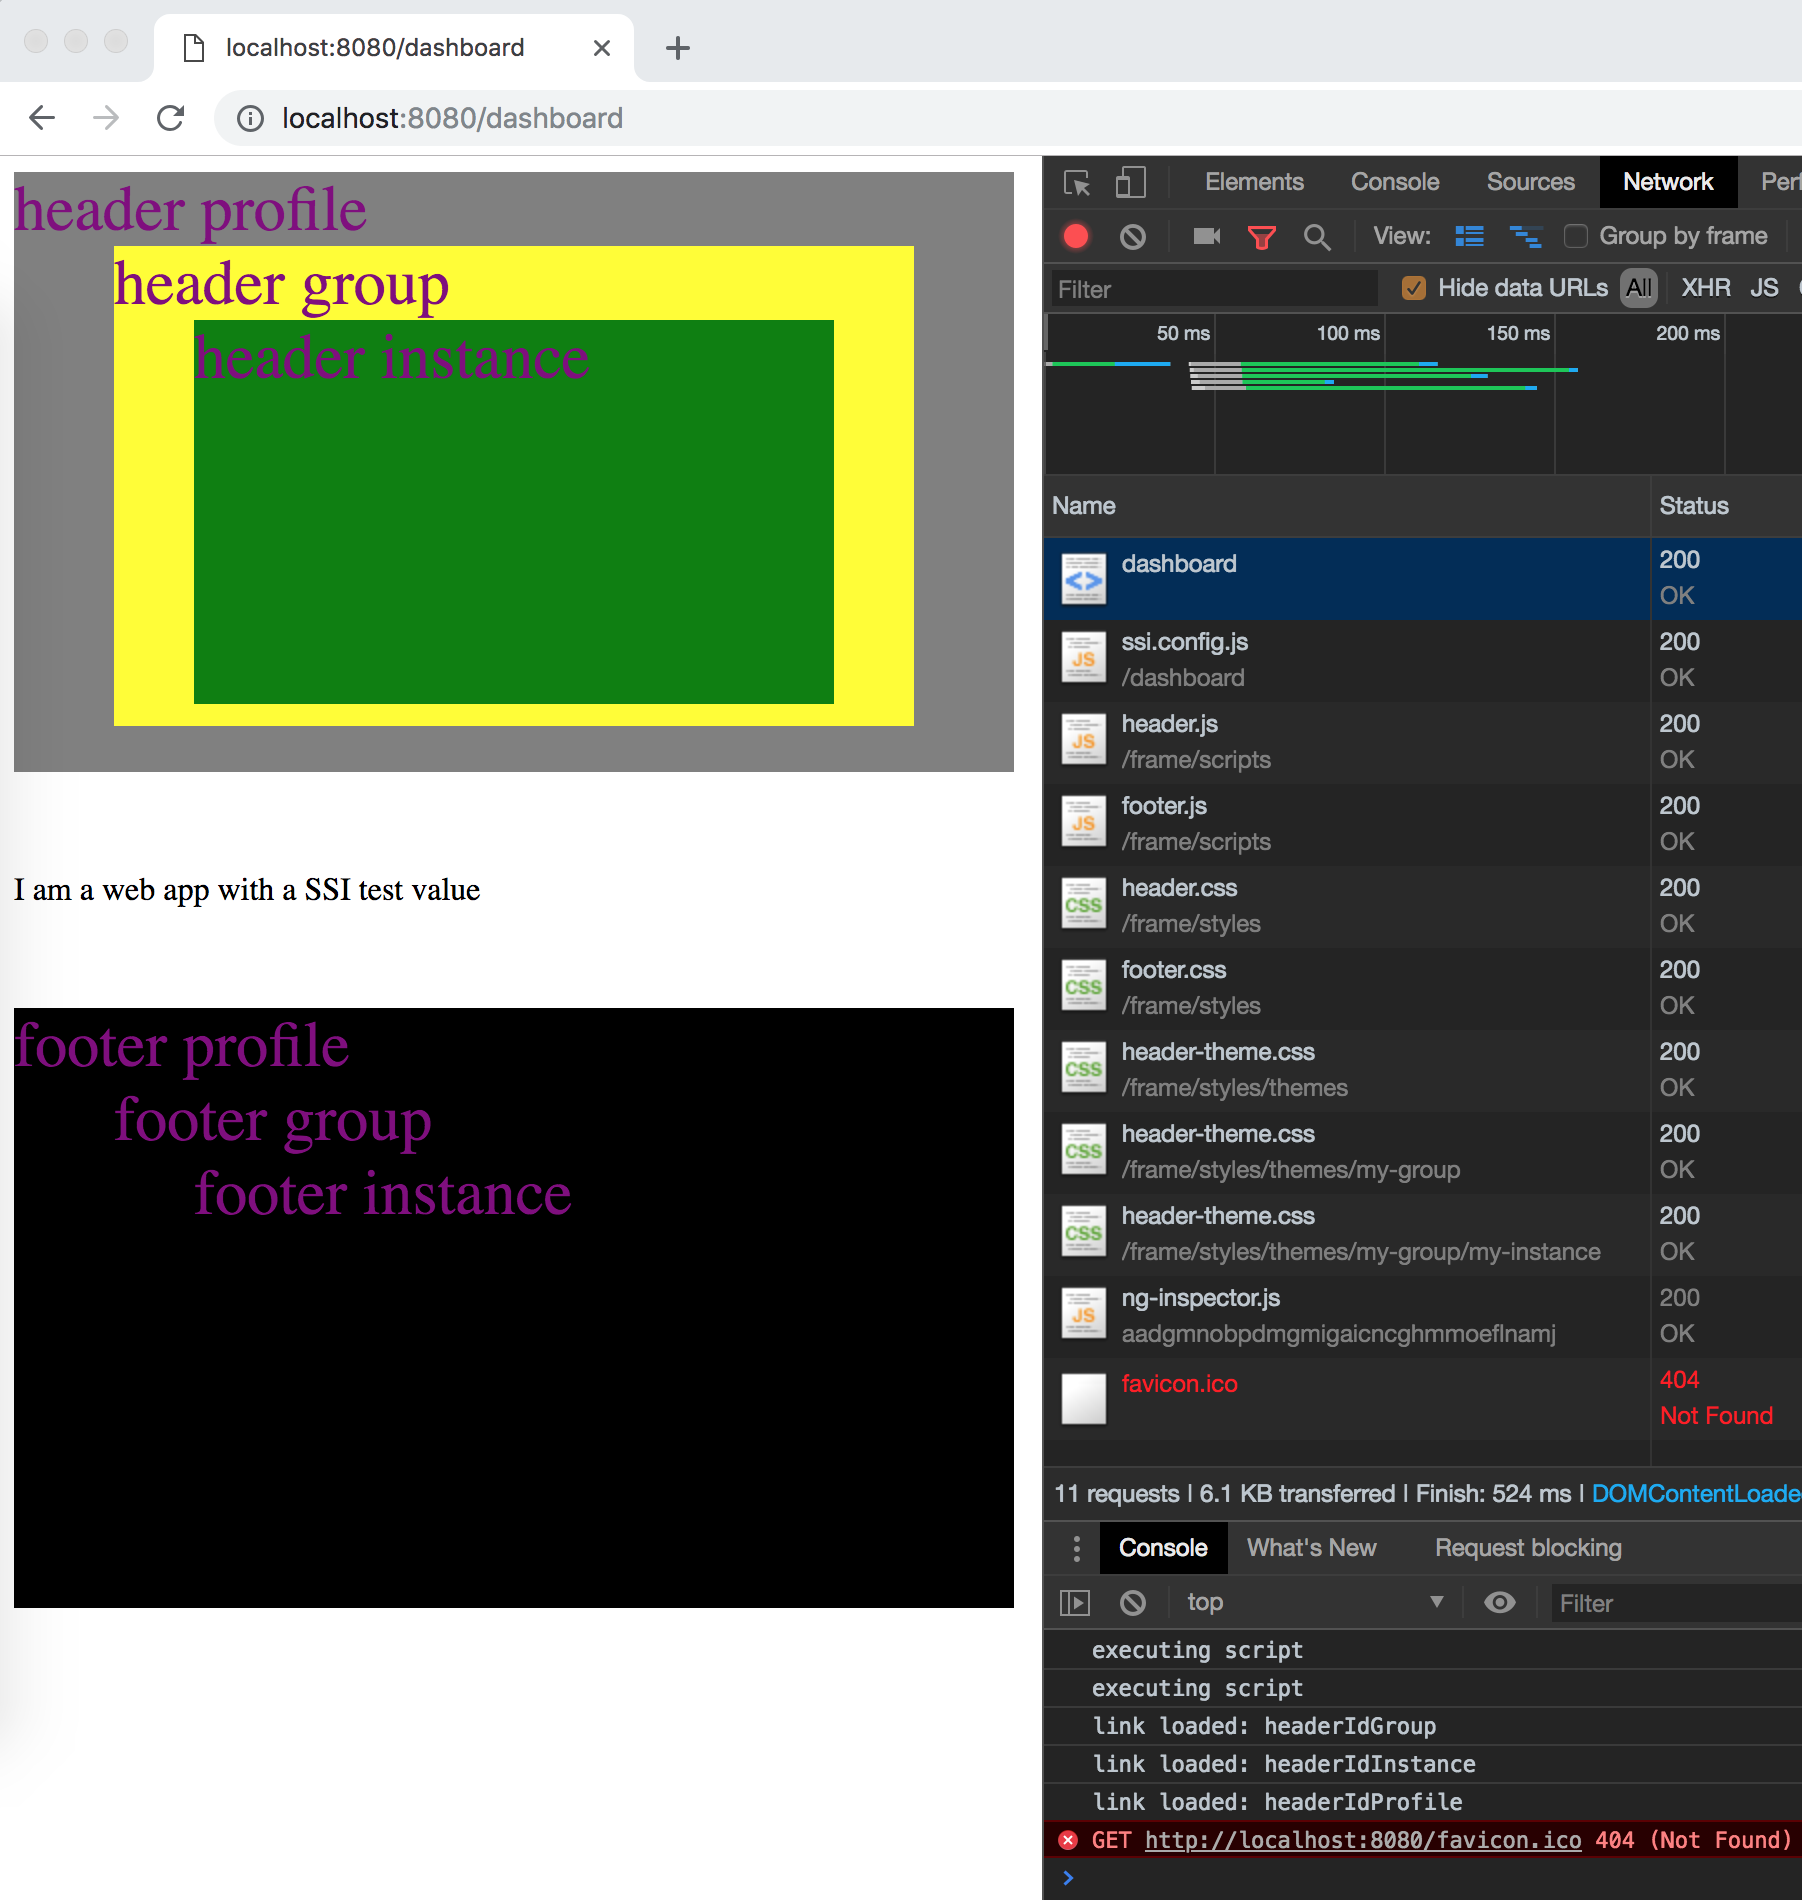 localhost:8080/dashboard
localhost:8080/dashboard
header profile
header group
header instance
I am a web app with a SSI test value
footer profile
footer group
footer instance
Elements Console Sources Network
View: Group by frame
Filter Hide data URLs All XHR JS
50 ms 100 ms 150 ms 200 ms
Name Status
dashboard 200
OK
ssi.config.js 200
/dashboard OK
header.js 200
/frame/scripts OK
footer.js 200
/frame/scripts OK
header.css 200
/frame/styles OK
footer.css 200
/frame/styles OK
header-theme.css 200
/frame/styles/themes OK
header-theme.css 200
/frame/styles/themes/my-group OK
header-theme.css 200
/frame/styles/themes/my-group/my-instance OK
ng-inspector.js 200
aadgmnobpdmgmigaicncghmmoeflnamj OK
favicon.ico 404
Not Found
11 requests | 6.1 KB transferred | Finish: 524 ms | DOMContentLoade
Console What's New Request blocking
top Filter
executing script
executing script
link loaded: headerIdGroup
link loaded: headerIdInstance
link loaded: headerIdProfile
GET http://localhost:8080/favicon.ico 404 (Not Found)